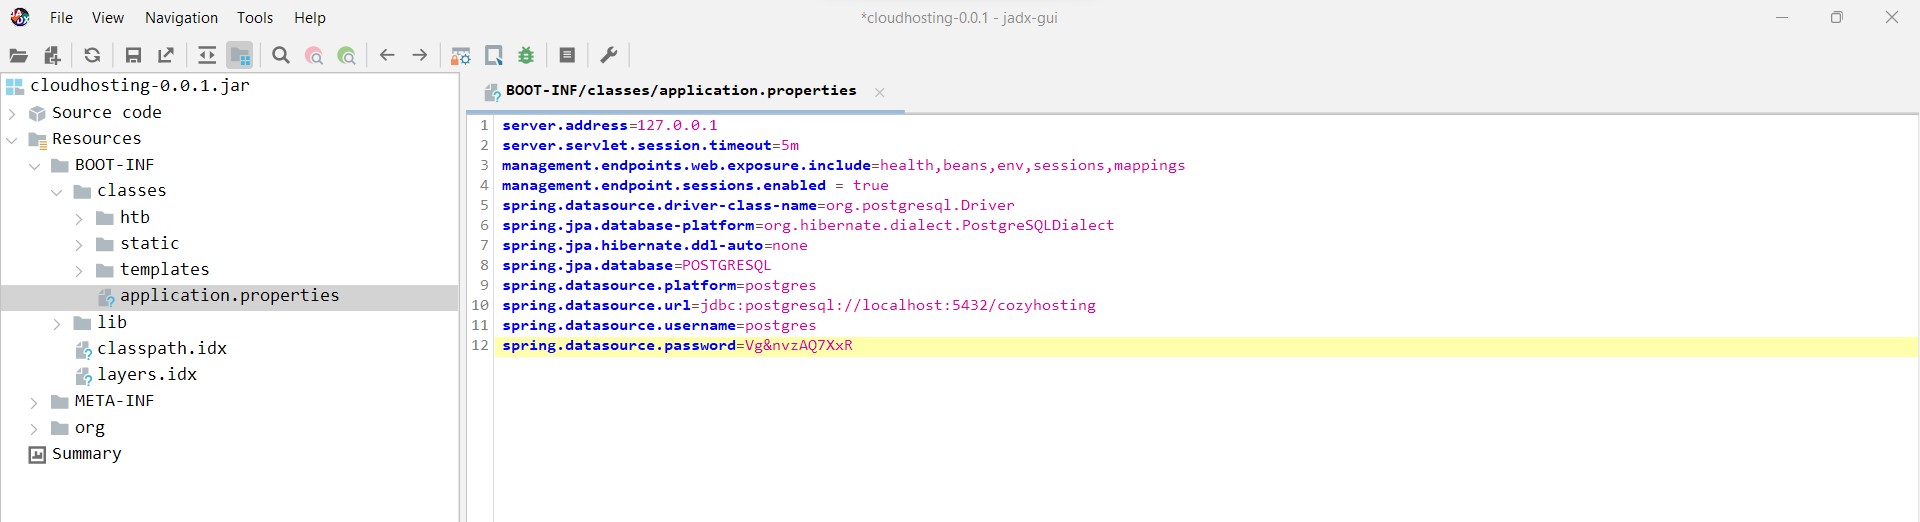 File View Navigation Tools Help
*cloudhosting-0.0.1 - jadx-gui
cloudhosting-0.0.1.jar
Source code
Resources
BOOT-INF
classes
htb
static
templates
application.properties
lib
classpath.idx
layers.idx
META-INF
org
Summary
BOOT-INF/classes/application.properties
1 server.address=127.0.0.1
2 server.servlet.session.timeout=5m
3 management.endpoints.web.exposure.include=health,beans,env,sessions,mappings
4 management.endpoint.sessions.enabled = true
5 spring.datasource.driver-class-name=org.postgresql.Driver
6 spring.jpa.database-platform=org.hibernate.dialect.PostgreSQLDialect
7 spring.jpa.hibernate.ddl-auto=none
8 spring.jpa.database=POSTGRESQL
9 spring.datasource.platform=postgres
10 spring.datasource.url=jdbc:postgresql://localhost:5432/cozyhosting
11 spring.datasource.username=postgres
12 spring.datasource.password=Vg&nvzAQ7XxR